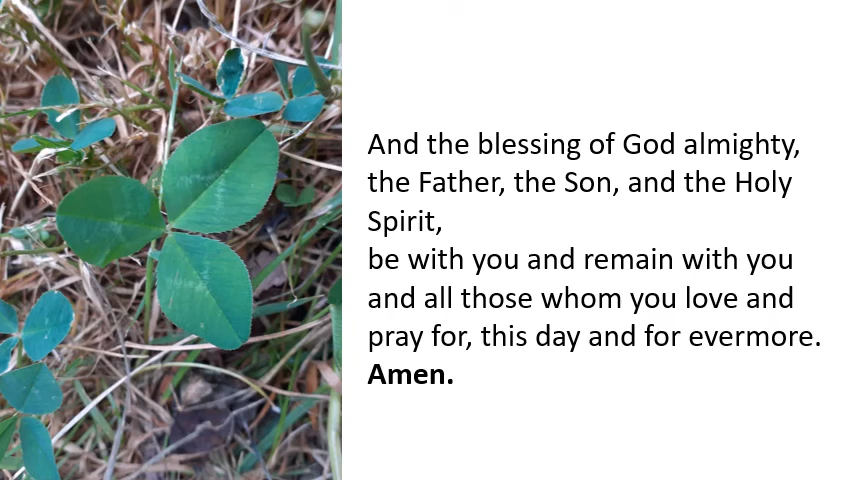 And the blessing of God almighty,
the Father, the Son, and the Holy
Spirit,
be with you and remain with you
and all those whom you love and
pray for, this day and for evermore.
Amen.